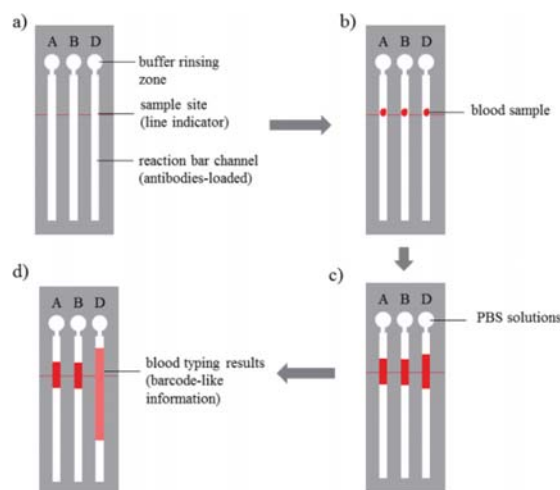 a)
A B D
buffer rinsing
zone
sample site
(line indicator)
reaction bar channel
(antibodies-loaded)
b)
A B D
blood sample
d)
A B D
blood typing results
(barcode-like
information)
c)
A B D
PBS solutions